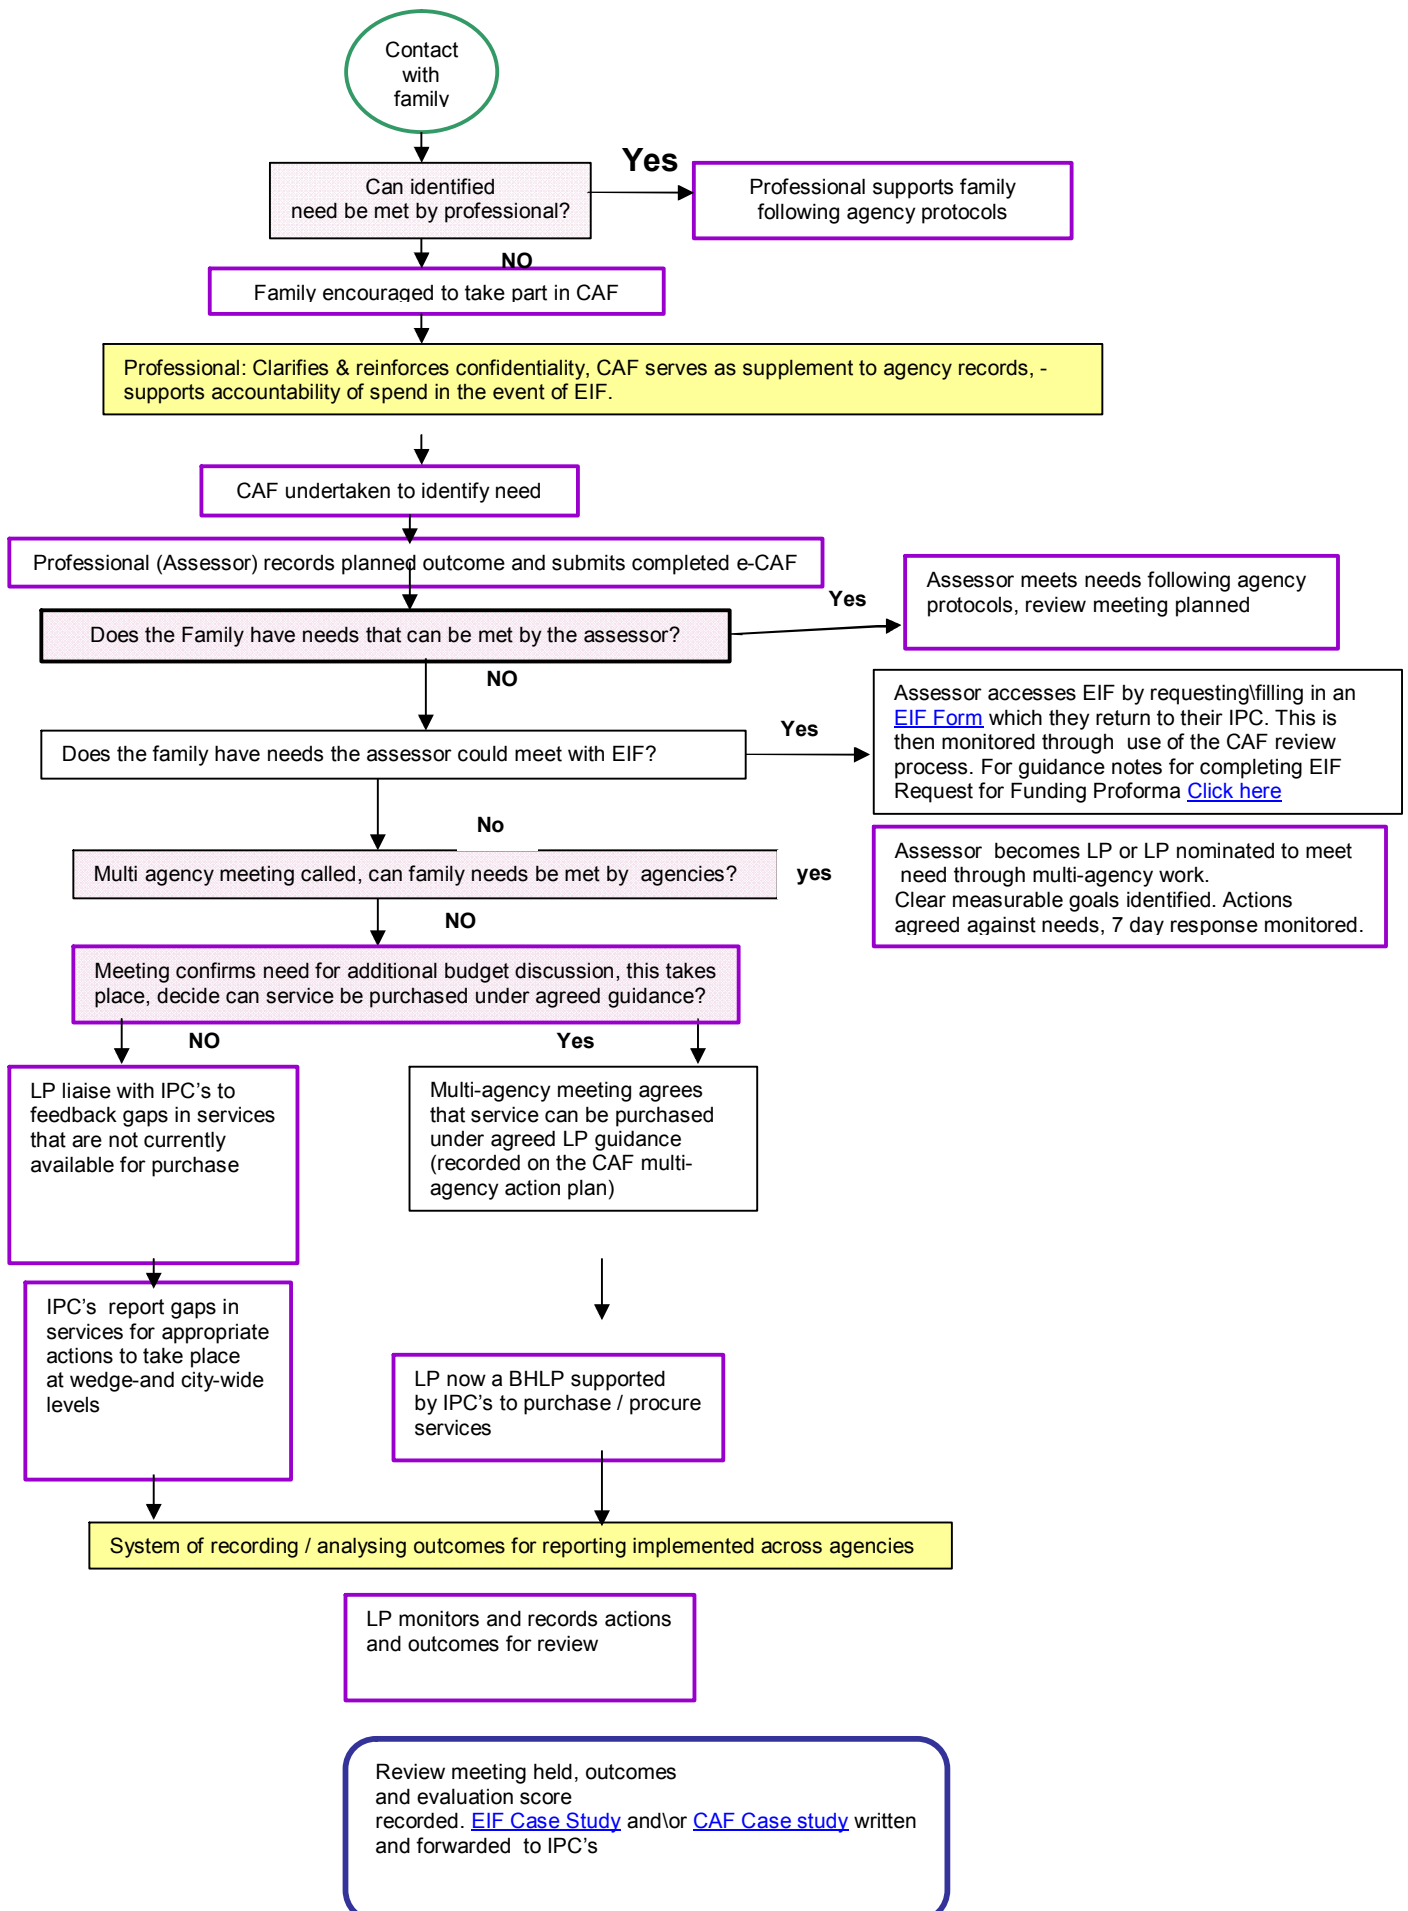 Contact
with
family
Yes
Can identified
need be met by professional?
Professional supports family
following agency protocols
NO
Family encouraged to take part in CAF
Professional: Clarifies & reinforces confidentiality, CAF serves as supplement to agency records, -
supports accountability of spend in the event of EIF.
CAF undertaken to identify need
Professional (Assessor) records planned outcome and submits completed e-CAF
Yes
Assessor meets needs following agency
protocols, review meeting planned
Does the Family have needs that can be met by the assessor?
NO
Assessor accesses EIF by requesting\filling in an
EIF Form which they return to their IPC. This is
then monitored through  use of the CAF review
process. For guidance notes for completing EIF
Request for Funding Proforma Click here
Yes
Does the family have needs the assessor could meet with EIF?
No
Multi agency meeting called, can family needs be met by  agencies?
yes
Assessor  becomes LP or LP nominated to meet
need through multi-agency work.
Clear measurable goals identified. Actions
agreed against needs, 7 day response monitored.
NO
Meeting confirms need for additional budget discussion, this takes
place, decide can service be purchased under agreed guidance?
NO
Yes
LP liaise with IPC's to
feedback gaps in services
that are not currently
available for purchase
Multi-agency meeting agrees
that service can be purchased
under agreed LP guidance
(recorded on the CAF multi-
agency action plan)
IPC's  report gaps in
services for appropriate
actions to take place
at wedge-and city-wide
levels
LP now a BHLP supported
by IPC's to purchase / procure
services
System of recording / analysing outcomes for reporting implemented across agencies
LP monitors and records actions
and outcomes for review
Review meeting held, outcomes
and evaluation score
recorded. EIF Case Study and\or CAF Case study written
and forwarded  to IPC's